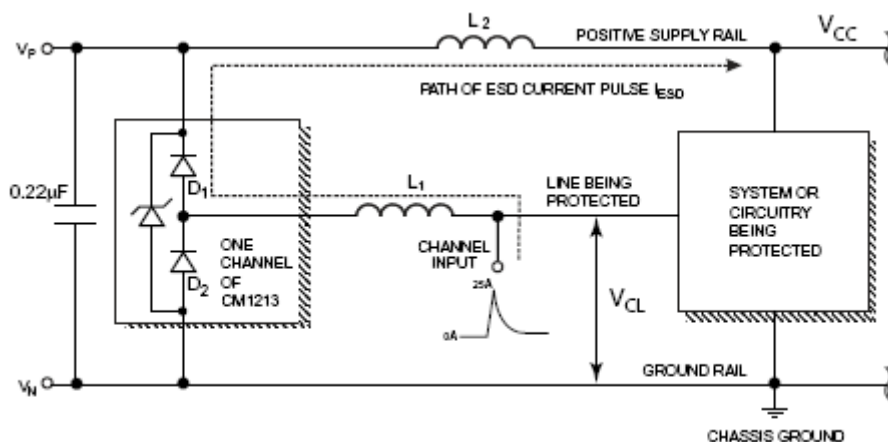 L2
POSITIVE SUPPLY RAIL
VCC
VP
PATH OF ESD CURRENT PULSE IESD
0.22µF
D1
L1
LINE BEING
PROTECTED
SYSTEM OR
CIRCUITRY
BEING
PROTECTED
ONE
CHANNEL
OF
CM1213
D2
CHANNEL
INPUT
25A
0A
VCL
VN
GROUND RAIL
CHASSIS GROUND